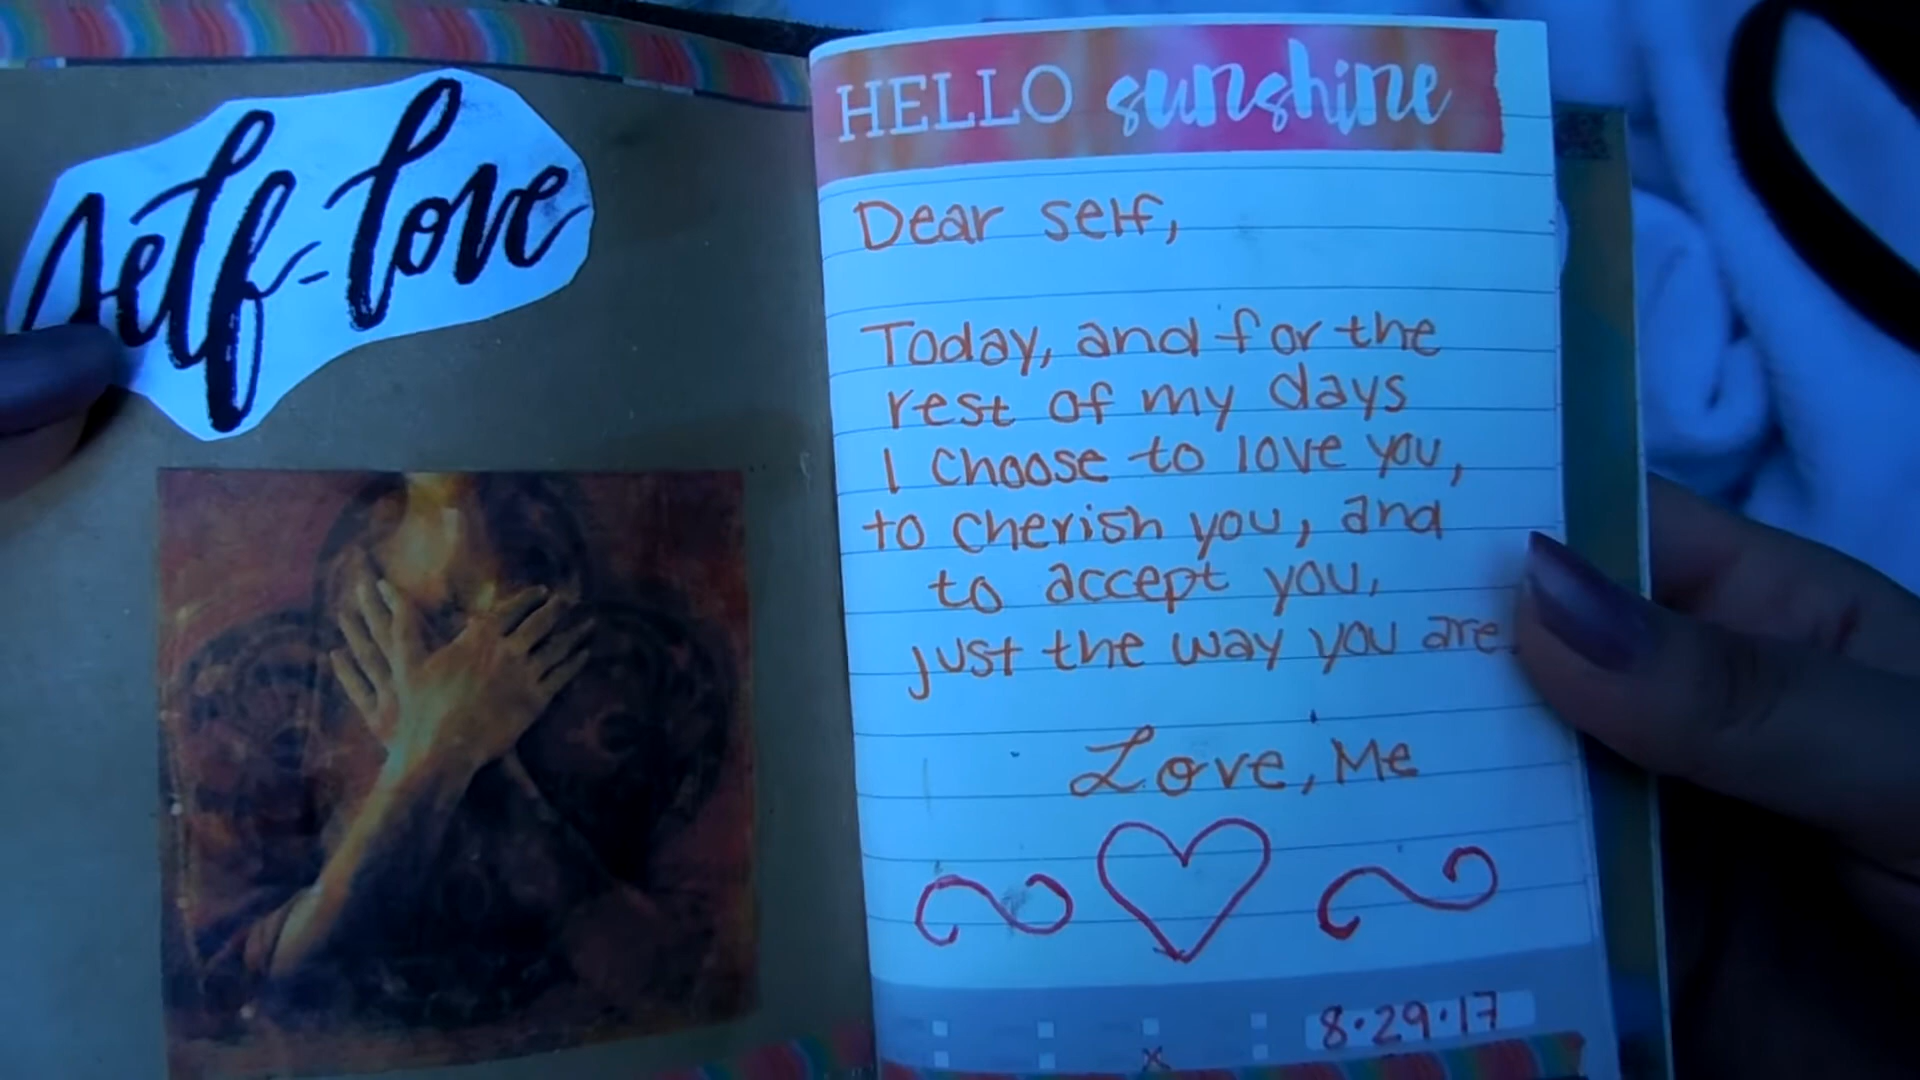 self-love
HELLO sunshine
Dear self,
Today, and for the
rest of my days
I choose to love you,
to cherish you, and
to accept you,
just the way you are.
Love, Me
x
8.29.17